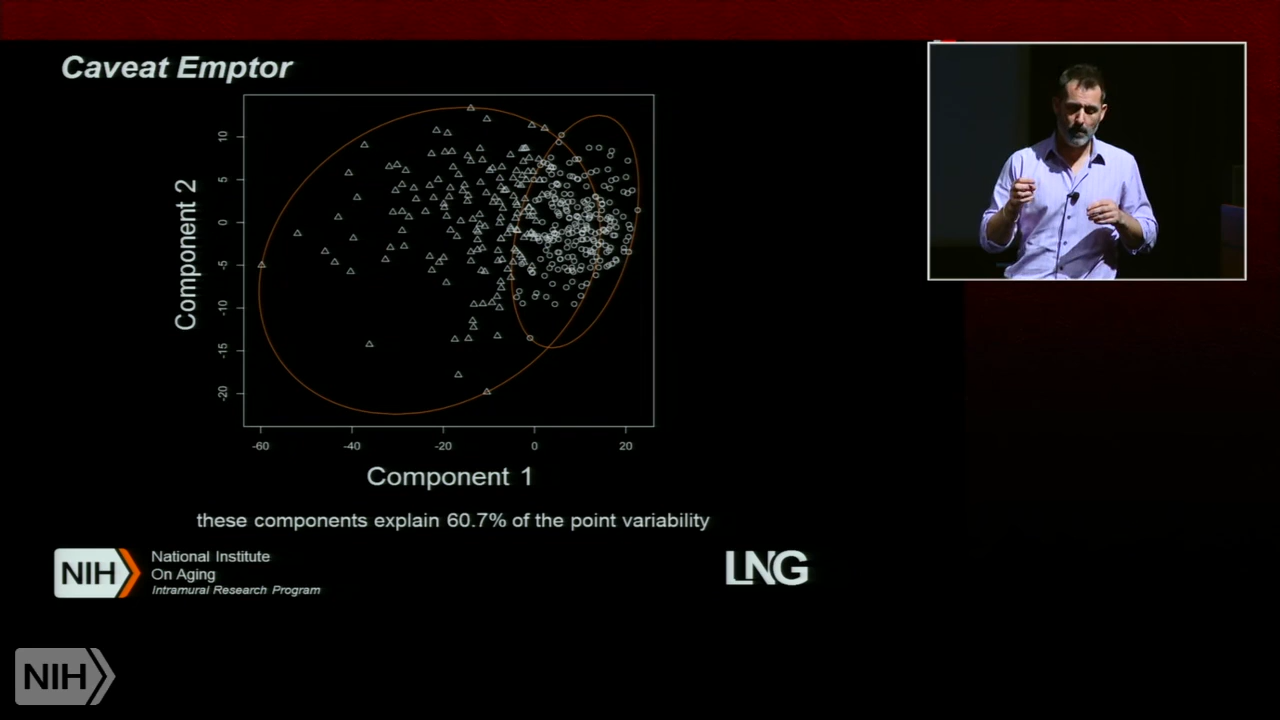 Caveat Emptor
Component 2
10
5
0
-5
-10
-15
-20
-60
-40
-20
0
20
Component 1
these components explain 60.7% of the point variability
NIH
National Institute
On Aging
Intramural Research Program
LNG
NIH